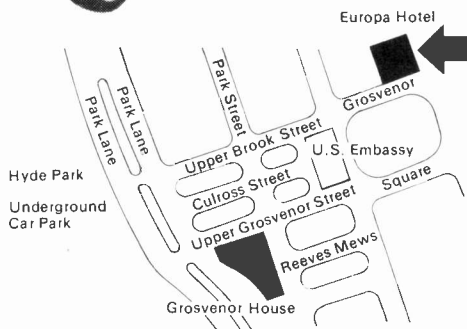 Europa Hotel
Grosvenor
Park Street
Park Lane
Park Lane
Upper Brook Street
U.S. Embassy
Hyde Park
Culross Street
Square
Underground
Car Park
Upper Grosvenor Street
Reeves Mews
Grosvenor House